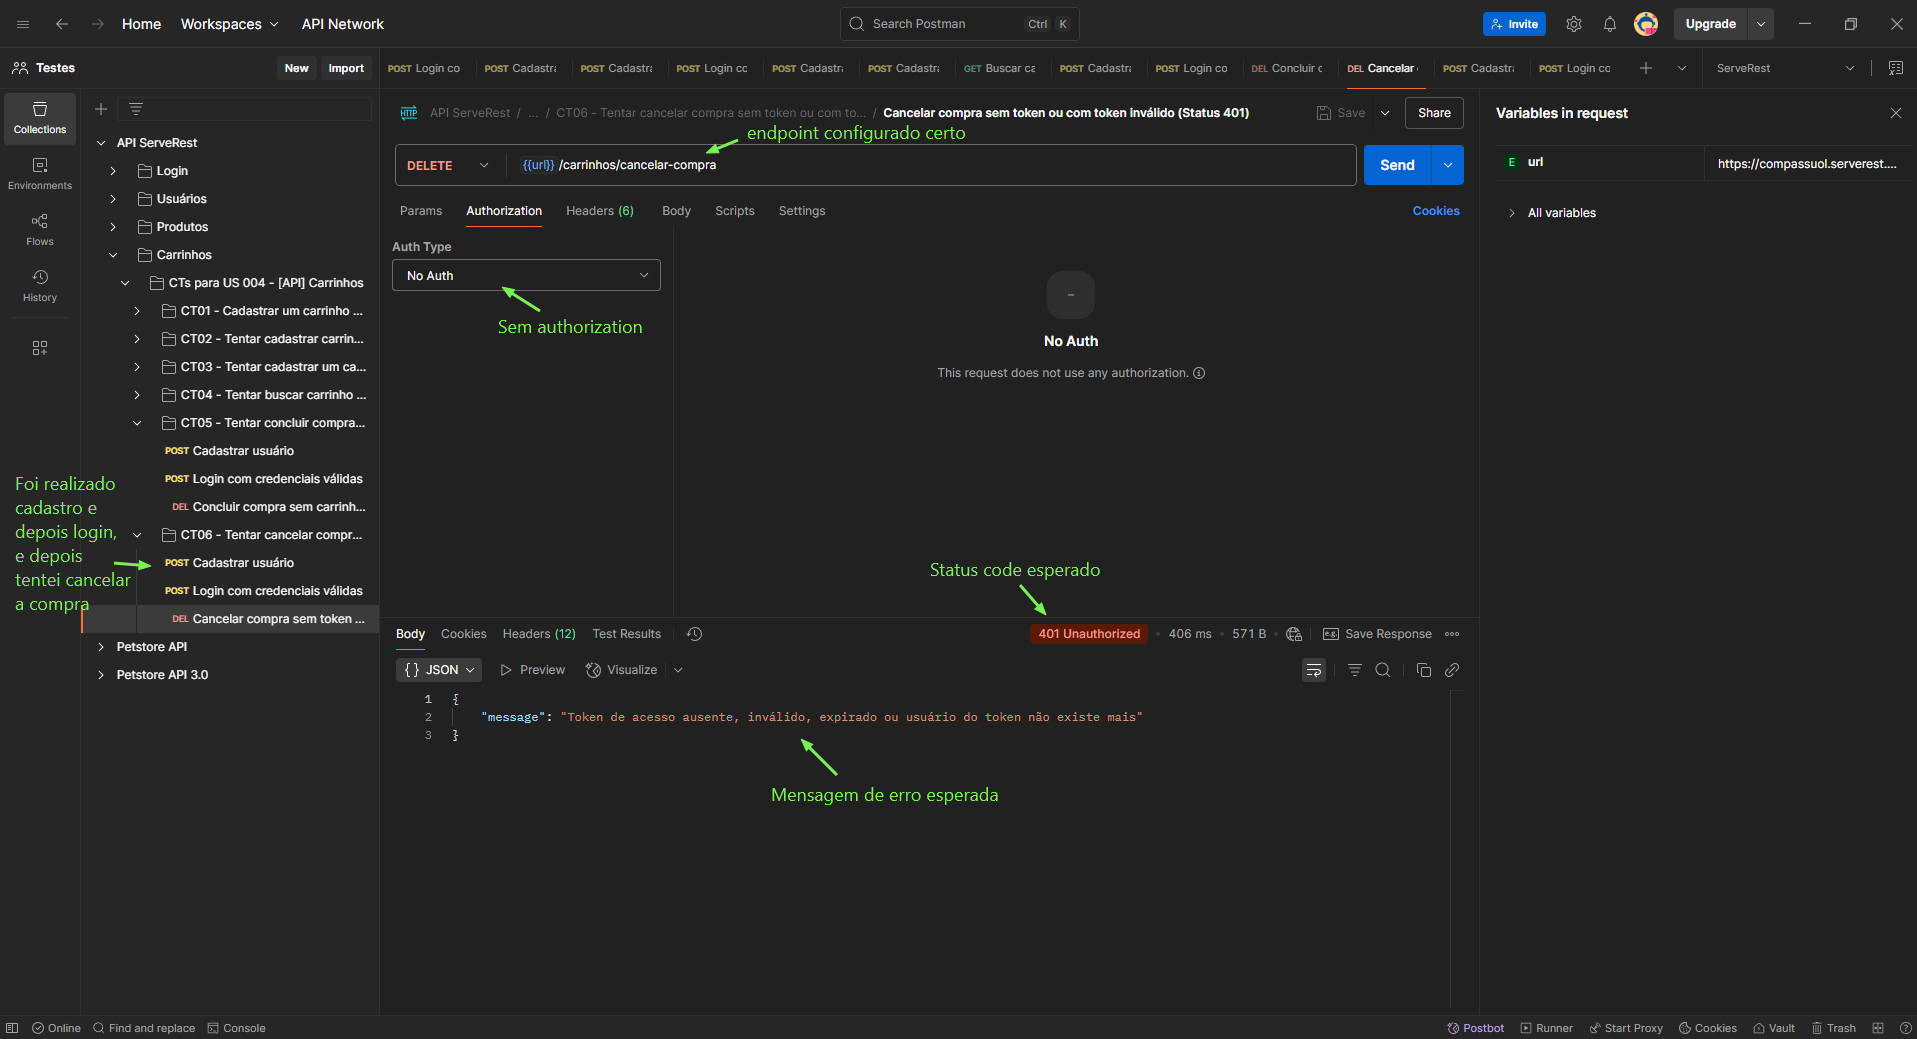 Home
Workspaces
API Network
Search Postman
Ctrl K
Invite
Upgrade
Testes
New
Import
POST Login co
POST Cadastra
POST Cadastra
POST Login co
POST Cadastra
POST Cadastra
GET Buscar ca
POST Cadastra
POST Login co
DEL Concluir c
DEL Cancelar
POST Cadastra
POST Login co
ServeRest
Collections
Environments
Flows
History
API ServeRest
Login
Usuários
Produtos
Carrinhos
CTs para US 004 - [API] Carrinhos
CT01 - Cadastrar um carrinho ...
CT02 - Tentar cadastrar carrin...
CT03 - Tentar cadastrar um ca...
CT04 - Tentar buscar carrinho ...
CT05 - Tentar concluir compra...
POST Cadastrar usuário
POST Login com credenciais válidas
DEL Concluir compra sem carrinh...
CT06 - Tentar cancelar compr...
POST Cadastrar usuário
POST Login com credenciais válidas
DEL Cancelar compra sem token ...
Petstore API
Petstore API 3.0
Foi realizado
cadastro e
depois login,
e depois
tentei cancelar
a compra
HTTP API ServeRest / ... / CT06 - Tentar cancelar compra sem token ou com to... / Cancelar compra sem token ou com token inválido (Status 401)
Save
Share
endpoint configurado certo
DELETE
{{url}} /carrinhos/cancelar-compra
Send
Params
Authorization
Headers (6)
Body
Scripts
Settings
Cookies
Auth Type
No Auth
Sem authorization
-
No Auth
This request does not use any authorization.
Status code esperado
Body
Cookies
Headers (12)
Test Results
401 Unauthorized
406 ms
571 B
e.g.
Save Response
{} JSON
Preview
Visualize
1 {
2 "message": "Token de acesso ausente, inválido, expirado ou usuário do token não existe mais"
3 }
Mensagem de erro esperada
Variables in request
E url
https://compassuol.serverest....
All variables
Online
Find and replace
Console
Postbot
Runner
Start Proxy
Cookies
Vault
Trash